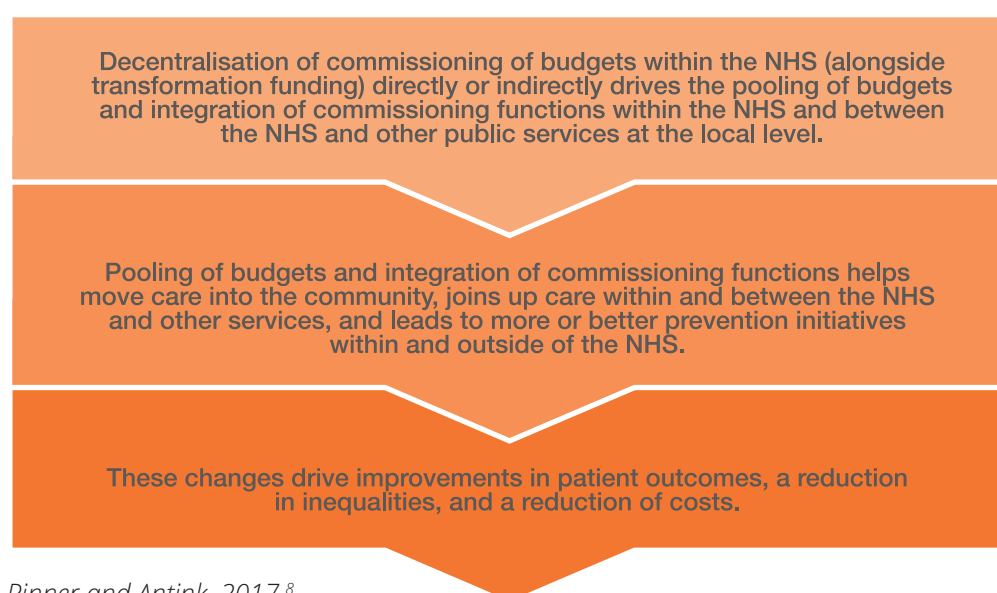 Decentralisation of commissioning of budgets within the NHS (alongside
transformation funding) directly or indirectly drives the pooling of budgets
and integration of commissioning functions within the NHS and between
the NHS and other public services at the local level.
Pooling of budgets and integration of commissioning functions helps
move care into the community, joins up care within and between the NHS
and other services, and leads to more or better prevention initiatives
within and outside of the NHS.
These changes drive improvements in patient outcomes, a reduction
in inequalities, and a reduction of costs.
and 2017 8